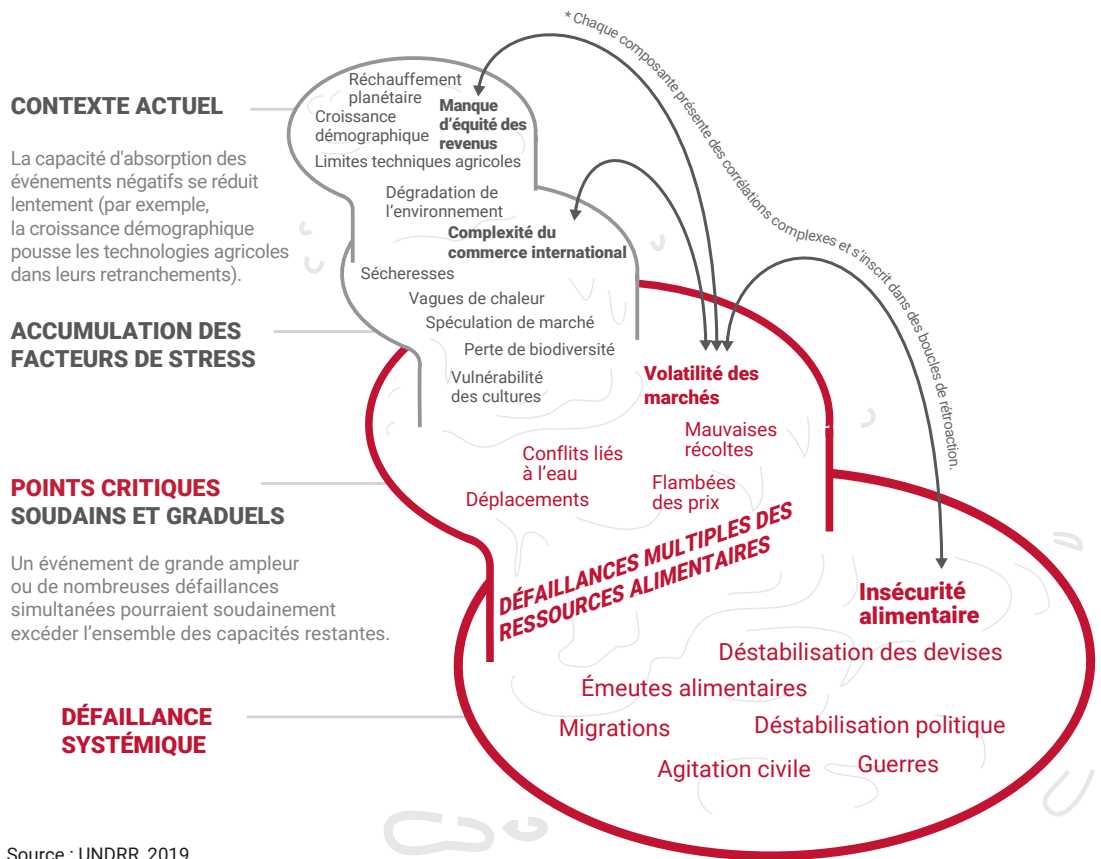 * Chaque composante présente des corrélations complexes et s'inscrit dans des boucles de rétroaction.
CONTEXTE ACTUEL
La capacité d'absorption des
événements négatifs se réduit
lentement (par exemple,
la croissance démographique
pousse les technologies agricoles
dans leurs retranchements).
Réchauffement
planétaire
Croissance
démographique
Manque
d'équité des
revenus
Limites techniques agricoles
Dégradation de
l'environnement
Complexité du
commerce international
ACCUMULATION DES
FACTEURS DE STRESS
Sécheresses
Vagues de chaleur
Spéculation de marché
Perte de biodiversité
Vulnérabilité
des cultures
POINTS CRITIQUES
SOUDAINS ET GRADUELS
Un événement de grande ampleur
ou de nombreuses défaillances
simultanées pourraient soudainement
excéder l'ensemble des capacités restantes.
Volatilité des
marchés
Mauvaises
récoltes
Conflits liés
à l'eau
Flambées
des prix
Déplacements
DÉFAILLANCES MULTIPLES DES
RESSOURCES ALIMENTAIRES
DÉFAILLANCE
SYSTÉMIQUE
Insécurité
alimentaire
Déstabilisation des devises
Émeutes alimentaires
Migrations
Déstabilisation politique
Agitation civile
Guerres
Source : UNDRR, 2019